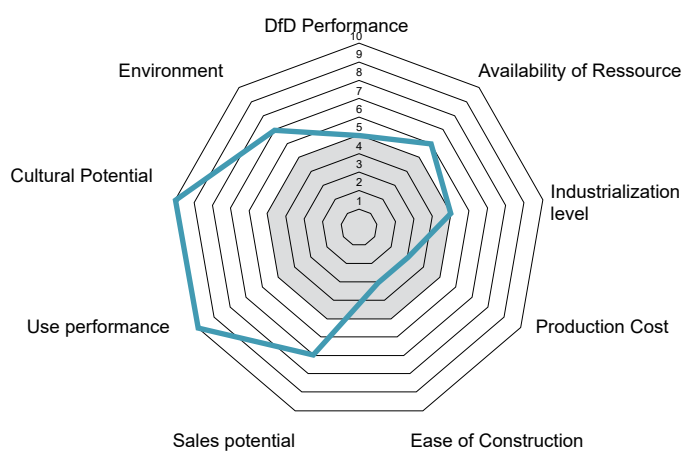 DfD Performance
10
9
8
7
6
5
4
3
2
1
Environment
Availability of Ressource
Cultural Potential
Industrialization
level
Use performance
Production Cost
Sales potential
Ease of Construction